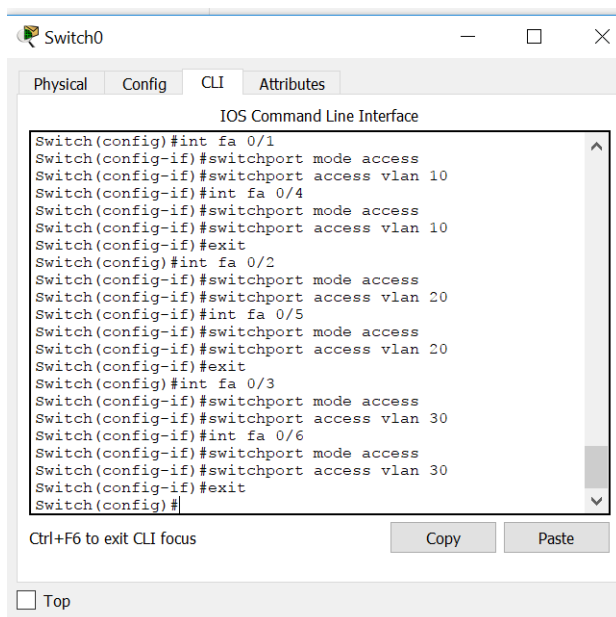 Switch0
Physical Config CLI Attributes
IOS Command Line Interface
Switch(config)#int fa 0/1
Switch(config-if)#switchport mode access
Switch(config-if)#switchport access vlan 10
Switch(config-if)#int fa 0/4
Switch(config-if)#switchport mode access
Switch(config-if)#switchport access vlan 10
Switch(config-if)#exit
Switch(config)#int fa 0/2
Switch(config-if)#switchport mode access
Switch(config-if)#switchport access vlan 20
Switch(config-if)#int fa 0/5
Switch(config-if)#switchport mode access
Switch(config-if)#switchport access vlan 20
Switch(config-if)#exit
Switch(config)#int fa 0/3
Switch(config-if)#switchport mode access
Switch(config-if)#switchport access vlan 30
Switch(config-if)#int fa 0/6
Switch(config-if)#switchport mode access
Switch(config-if)#switchport access vlan 30
Switch(config-if)#exit
Switch(config)#
Ctrl+F6 to exit CLI focus Copy Paste
Top